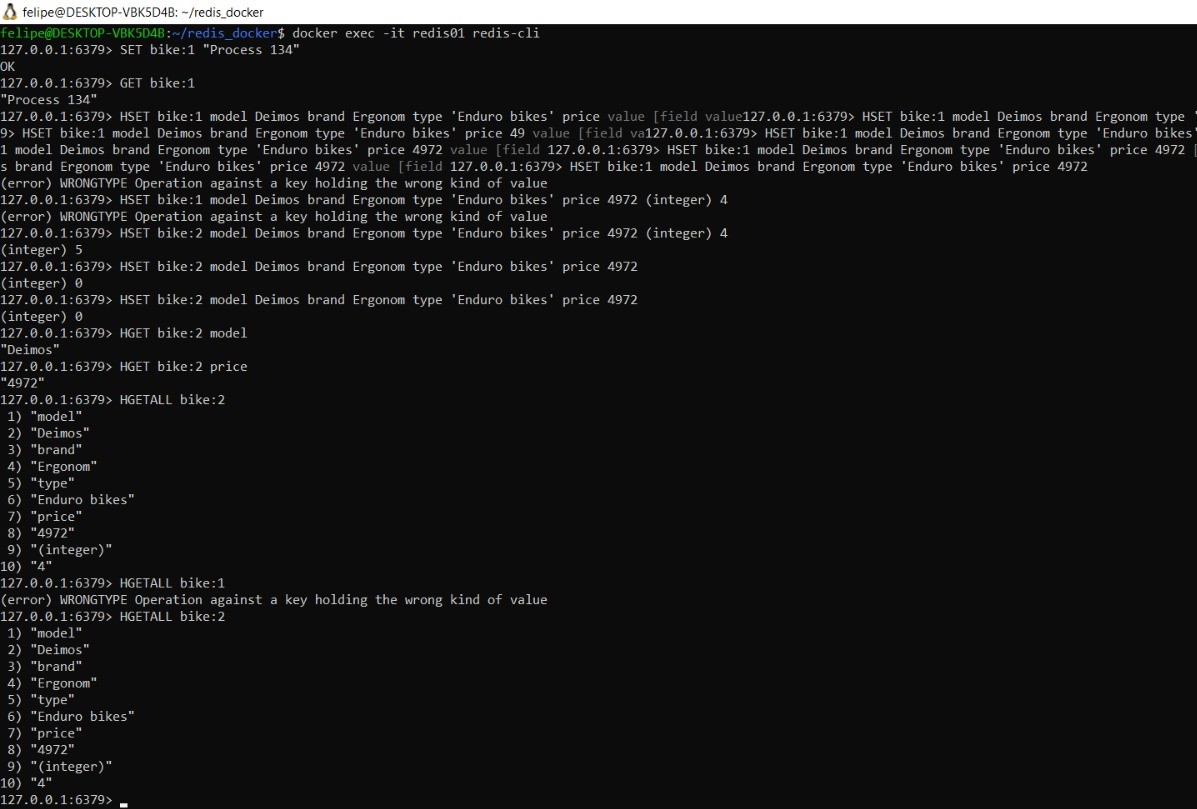 felipe@DESKTOP-VBK5D4B: ~/redis_docker
felipe@DESKTOP-VBK5D4B:~/redis_docker$ docker exec -it redis01 redis-cli
127.0.0.1:6379> SET bike:1 "Process 134"
OK
127.0.0.1:6379> GET bike:1
"Process 134"
127.0.0.1:6379> HSET bike:1 model Deimos brand Ergonom type 'Enduro bikes' price value [field value127.0.0.1:6379> HSET bike:1 model Deimos brand Ergonom type '
9> HSET bike:1 model Deimos brand Ergonom type 'Enduro bikes' price 49 value [field va127.0.0.1:6379> HSET bike:1 model Deimos brand Ergonom type 'Enduro bikes'
1 model Deimos brand Ergonom type 'Enduro bikes' price 4972 value [field 127.0.0.1:6379> HSET bike:1 model Deimos brand Ergonom type 'Enduro bikes' price 4972 [
s brand Ergonom type 'Enduro bikes' price 4972 value [field 127.0.0.1:6379> HSET bike:1 model Deimos brand Ergonom type 'Enduro bikes' price 4972
(error) WRONGTYPE Operation against a key holding the wrong kind of value
127.0.0.1:6379> HSET bike:1 model Deimos brand Ergonom type 'Enduro bikes' price 4972 (integer) 4
(error) WRONGTYPE Operation against a key holding the wrong kind of value
127.0.0.1:6379> HSET bike:2 model Deimos brand Ergonom type 'Enduro bikes' price 4972 (integer) 4
(integer) 5
127.0.0.1:6379> HSET bike:2 model Deimos brand Ergonom type 'Enduro bikes' price 4972
(integer) 0
127.0.0.1:6379> HSET bike:2 model Deimos brand Ergonom type 'Enduro bikes' price 4972
(integer) 0
127.0.0.1:6379> HGET bike:2 model
"Deimos"
127.0.0.1:6379> HGET bike:2 price
"4972"
127.0.0.1:6379> HGETALL bike:2
1) "model"
2) "Deimos"
3) "brand"
4) "Ergonom"
5) "type"
6) "Enduro bikes"
7) "price"
8) "4972"
9) "(integer)"
10) "4"
127.0.0.1:6379> HGETALL bike:1
(error) WRONGTYPE Operation against a key holding the wrong kind of value
127.0.0.1:6379> HGETALL bike:2
1) "model"
2) "Deimos"
3) "brand"
4) "Ergonom"
5) "type"
6) "Enduro bikes"
7) "price"
8) "4972"
9) "(integer)"
10) "4"
127.0.0.1:6379>